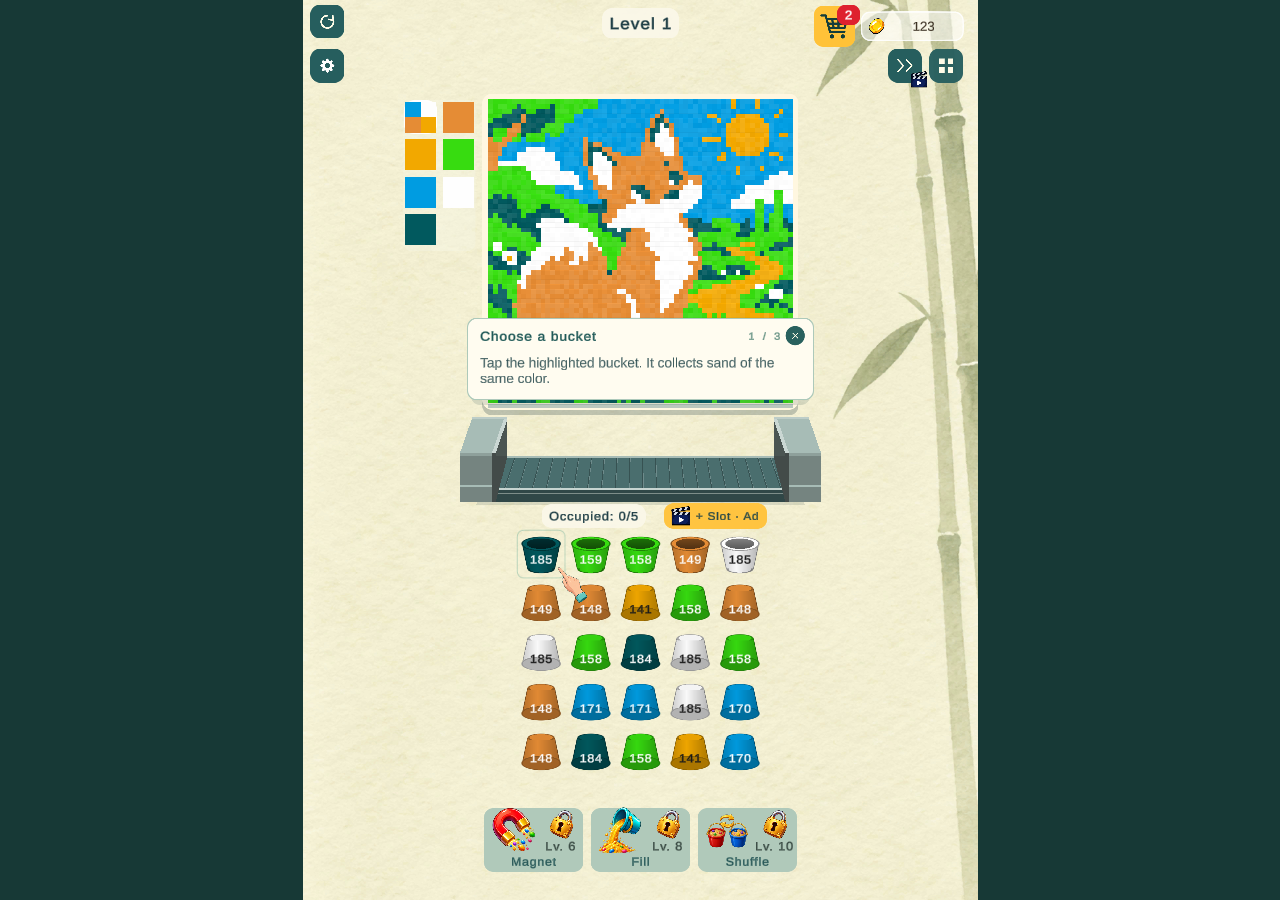 Level 1
2
123
Choose a bucket
1 / 3
Tap the highlighted bucket. It collects sand of the
same color.
Occupied: 0/5
+ Slot · Ad
185 159 158 149 185
149 148 141 158 148
185 158 184 185 158
148 171 171 185 170
148 184 158 141 170
Lv. 6 Lv. 8 Lv. 10
Magnet Fill Shuffle